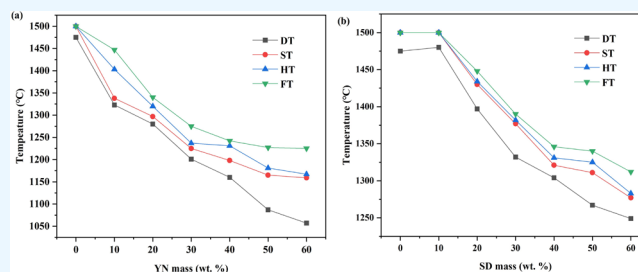 (a)
1500
1450
1400
1350
1300
1250
1200
1150
1100
1050
Tempeature (°C)
DT
ST
HT
FT
0 10 20 30 40 50 60
YN mass (wt. %)
(b)
1500
1450
1400
1350
1300
1250
Temperature (°C)
DT
ST
HT
FT
0 10 20 30 40 50 60
SD mass (wt. %)